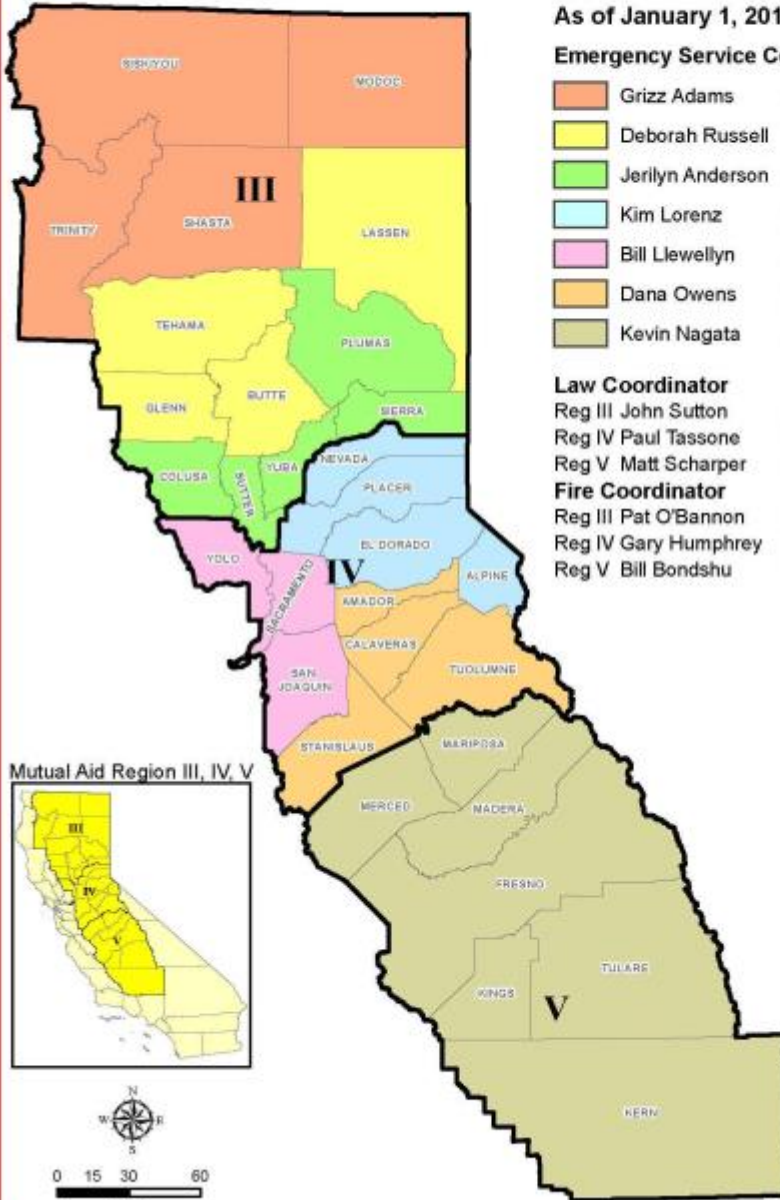 As of January 1, 201
Emergency Service Co
Grizz Adams
Deborah Russell
Jerilyn Anderson
Kim Lorenz
Bill Llewellyn
Dana Owens
Kevin Nagata
Law Coordinator
Reg III John Sutton
Reg IV Paul Tassone
Reg V Matt Scharper
Fire Coordinator
Reg III Pat O'Bannon
Reg IV Gary Humphrey
Reg V Bill Bondshu
SISKIYOU
MODOC
III
TRINITY
SHASTA
LASSEN
TEHAMA
PLUMAS
GLENN
BUTTE
SIERRA
COLUSA
SUTTER
YUBA
NEVADA
PLACER
YOLO
EL DORADO
IV
SACRAMENTO
ALPINE
AMADOR
CALAVERAS
TUOLUMNE
SAN
JOAQUIN
STANISLAUS
MARIPOSA
MERCED
MADERA
FRESNO
TULARE
KINGS
V
KERN
Mutual Aid Region III, IV, V
III
IV
V
N
W
E
S
0 15 30 60